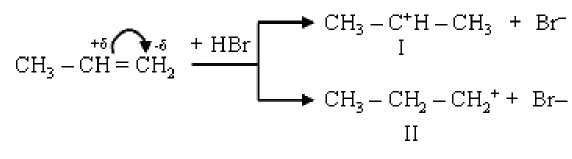 CH₃ – C⁺H – CH₃ + Br⁻
I
+δ -δ + HBr
CH₃ – CH = CH₂
CH₃ – CH₂ – CH₂⁺ + Br–
II